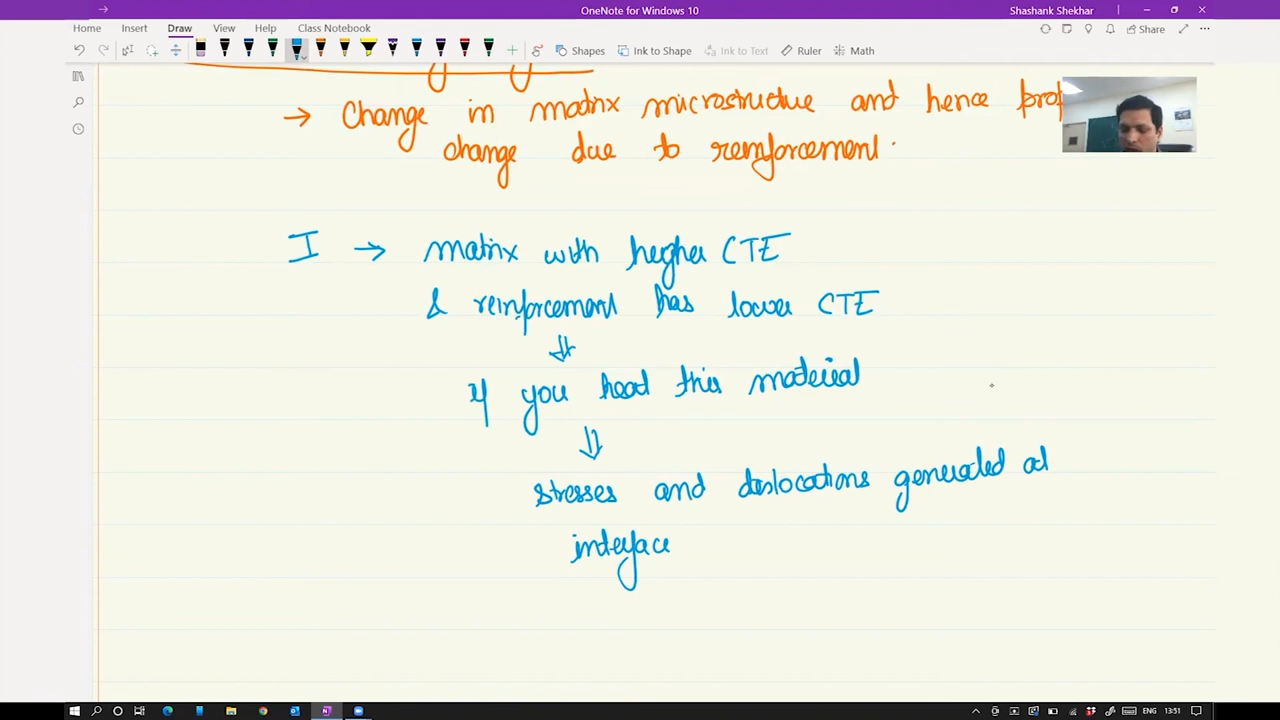 OneNote for Windows 10
Shashank Shekhar
Home Insert Draw View Help Class Notebook
Share
Shapes Ink to Shape Ink to Text Ruler Math
→ Change in matrix microstructure and hence prop
change due to reinforcement.
I → matrix with higher CTE
& reinforcement has lower CTE
⇓
If you heat this material
⇓
stresses and dislocations generated at
interface
ENG 13:51